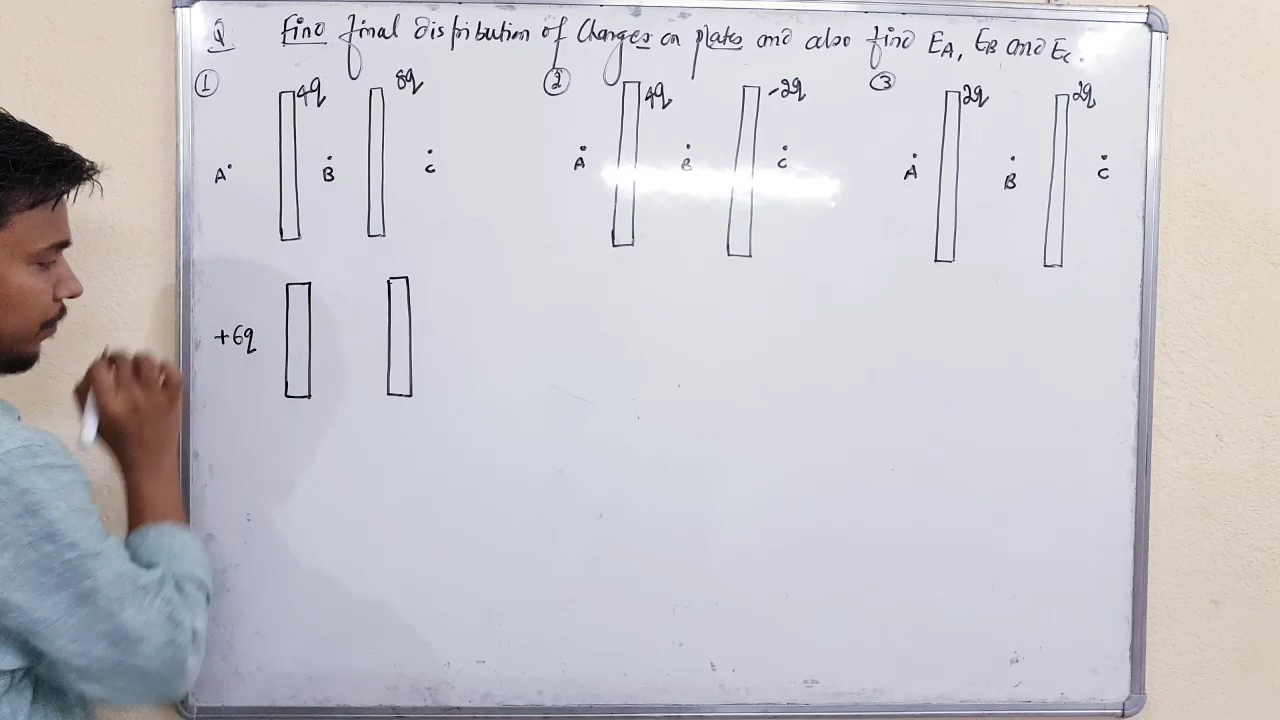 Q Find final distribution of Charges on plates and also find EA, EB and EC.
① 4q 8q ② 4q -2q ③ 2q 2q
A B C A B C A B C
+6q